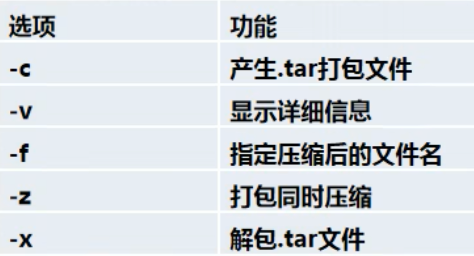 选项 功能
-c 产生.tar打包文件
-v 显示详细信息
-f 指定压缩后的文件名
-z 打包同时压缩
-x 解包.tar文件